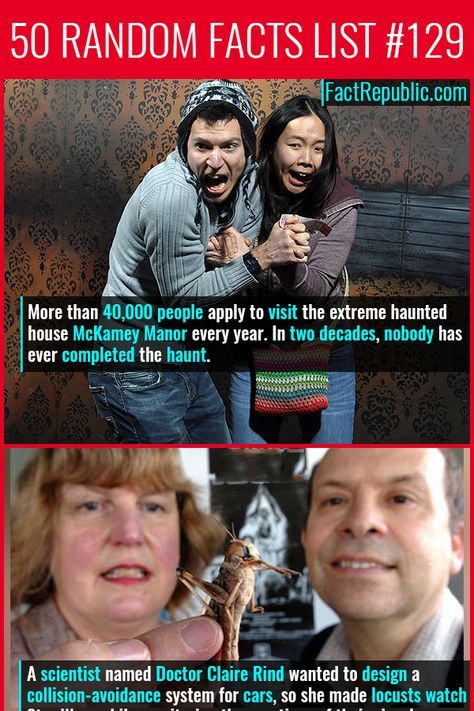 50 RANDOM FACTS LIST #129
FactRepublic.com
More than 40,000 people apply to visit the extreme haunted
house McKamey Manor every year. In two decades, nobody has
ever completed the haunt.
A scientist named Doctor Claire Rind wanted to design a
collision-avoidance system for cars, so she made locusts watch